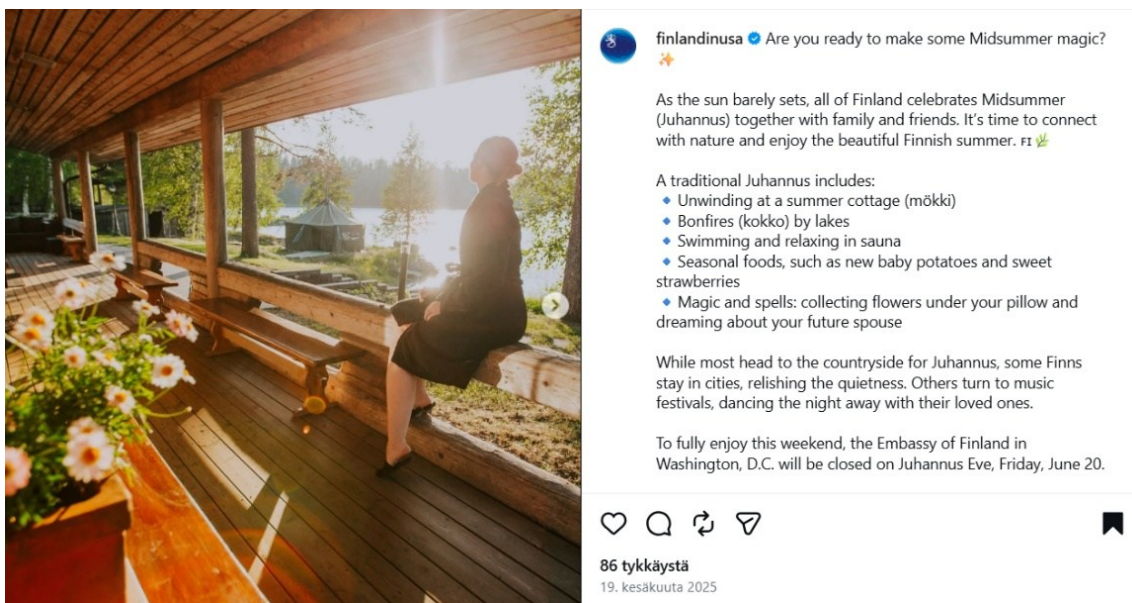 finlandinusa Are you ready to make some Midsummer magic?
✨
As the sun barely sets, all of Finland celebrates Midsummer
(Juhannus) together with family and friends. It’s time to connect
with nature and enjoy the beautiful Finnish summer. FI🌿
A traditional Juhannus includes:
🔹Unwinding at a summer cottage (mökki)
🔹Bonfires (kokko) by lakes
🔹Swimming and relaxing in sauna
🔹Seasonal foods, such as new baby potatoes and sweet
strawberries
🔹Magic and spells: collecting flowers under your pillow and
dreaming about your future spouse
While most head to the countryside for Juhannus, some Finns
stay in cities, relishing the quietness. Others turn to music
festivals, dancing the night away with their loved ones.
To fully enjoy this weekend, the Embassy of Finland in
Washington, D.C. will be closed on Juhannus Eve, Friday, June 20.
86 tykkäystä
19. kesäkuuta 2025